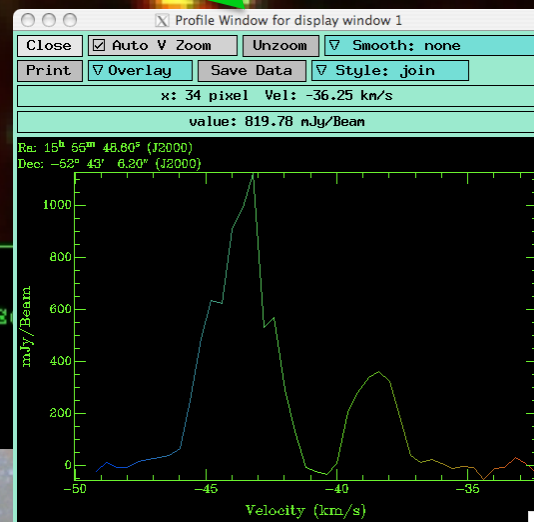 Profile Window for display window 1
Close Auto V Zoom Unzoom Smooth: none
Print Overlay Save Data Style: join
x: 34 pixel Vel: -36.25 km/s
value: 819.78 mJy/Beam
Ra: 15h 55m 48.80s (J2000)
Dec: -52° 43' 6.20" (J2000)
1000
800
600
400
200
0
mJy/Beam
-50 -45 -40 -35
Velocity (km/s)